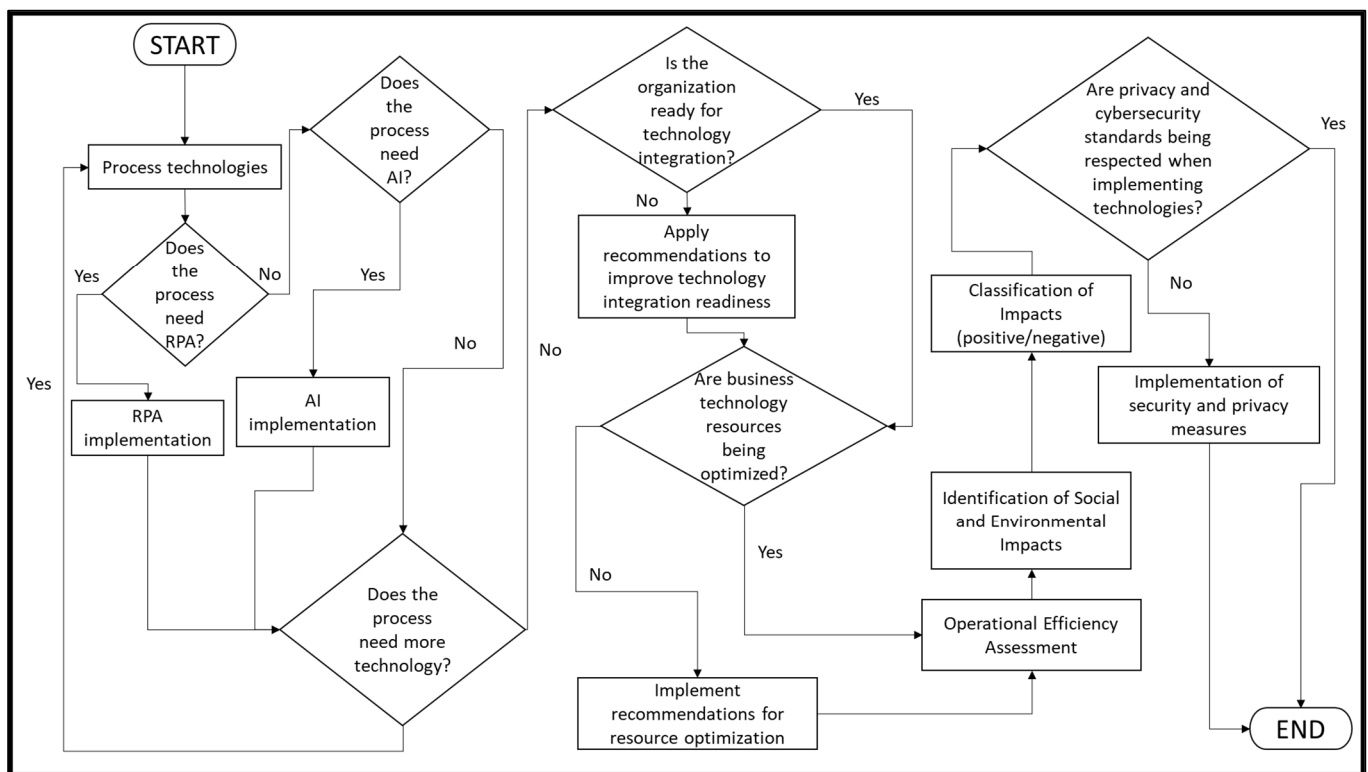 START
Process technologies
Does
the
process
need
RPA?
Yes
No
RPA
implementation
Does
the
process
need
AI?
Yes
No
AI
implementation
Does the
process
need more
technology?
Yes
No
Is the
organization
ready for
technology
integration?
Yes
No
Apply
recommendations to
improve technology
integration readiness
Are business
technology
resources
being
optimized?
Yes
No
Implement
recommendations for
resource optimization
Operational Efficiency
Assessment
Identification of Social
and Environmental
Impacts
Classification of
Impacts
(positive/negative)
Are privacy and
cybersecurity
standards being
respected when
implementing
technologies?
Yes
No
Implementation of
security and privacy
measures
END